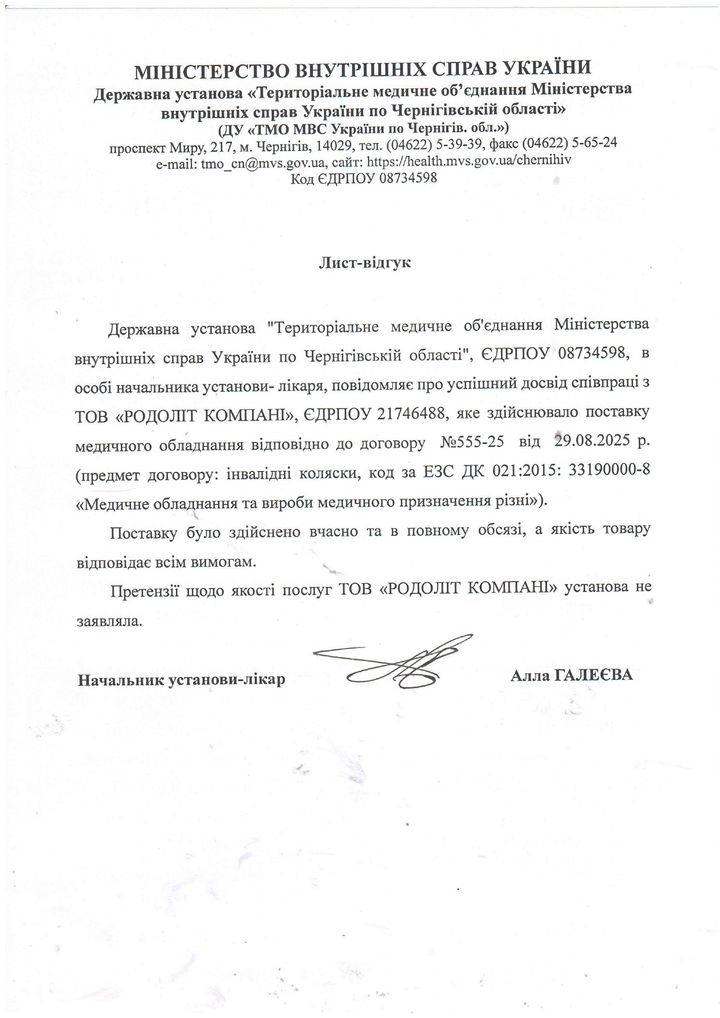 МІНІСТЕРСТВО ВНУТРІШНІХ СПРАВ УКРАЇНИ
Державна установа «Територіальне медичне об’єднання Міністерства
внутрішніх справ України по Чернігівській області»
(ДУ «ТМО МВС України по Чернігів. обл.»)
проспект Миру, 217, м. Чернігів, 14029, тел. (04622) 5-39-39, факс (04622) 5-65-24
e-mail: tmo_cn@mvs.gov.ua, сайт: https://health.mvs.gov.ua/chernihiv
Код ЄДРПОУ 08734598
Лист-відгук
Державна установа "Територіальне медичне об'єднання Міністерства
внутрішніх справ України по Чернігівській області", ЄДРПОУ 08734598, в
особі начальника установи- лікаря, повідомляє про успішний досвід співпраці з
ТОВ «РОДОЛІТ КОМПАНІ», ЄДРПОУ 21746488, яке здійснювало поставку
медичного обладнання відповідно до договору №555-25 від 29.08.2025 р.
(предмет договору: інвалідні коляски, код за ЕЗС ДК 021:2015: 33190000-8
«Медичне обладнання та вироби медичного призначення різні»).
Поставку було здійснено вчасно та в повному обсязі, а якість товару
відповідає всім вимогам.
Претензії щодо якості послуг ТОВ «РОДОЛІТ КОМПАНІ» установа не
заявляла.
Начальник установи-лікар Алла ГАЛЕЄВА